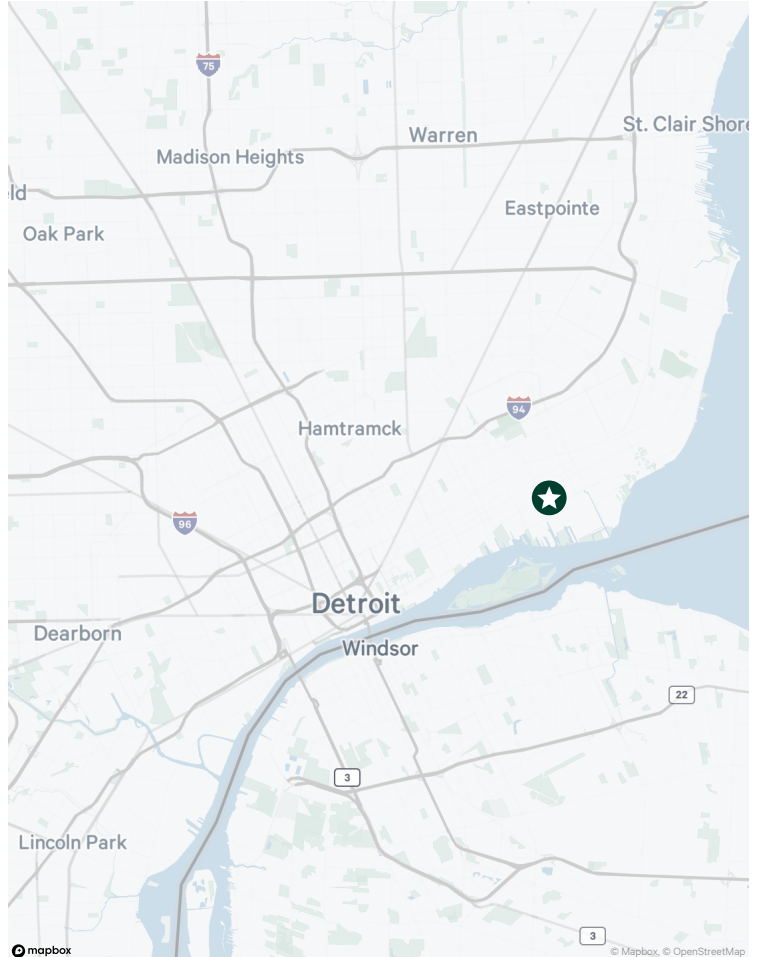 75
St. Clair Shore
Warren
Madison Heights
ld
Eastpointe
Oak Park
94
Hamtramck
96
Detroit
Dearborn
Windsor
22
3
Lincoln Park
3
mapbox
© Mapbox, © OpenStreetMap